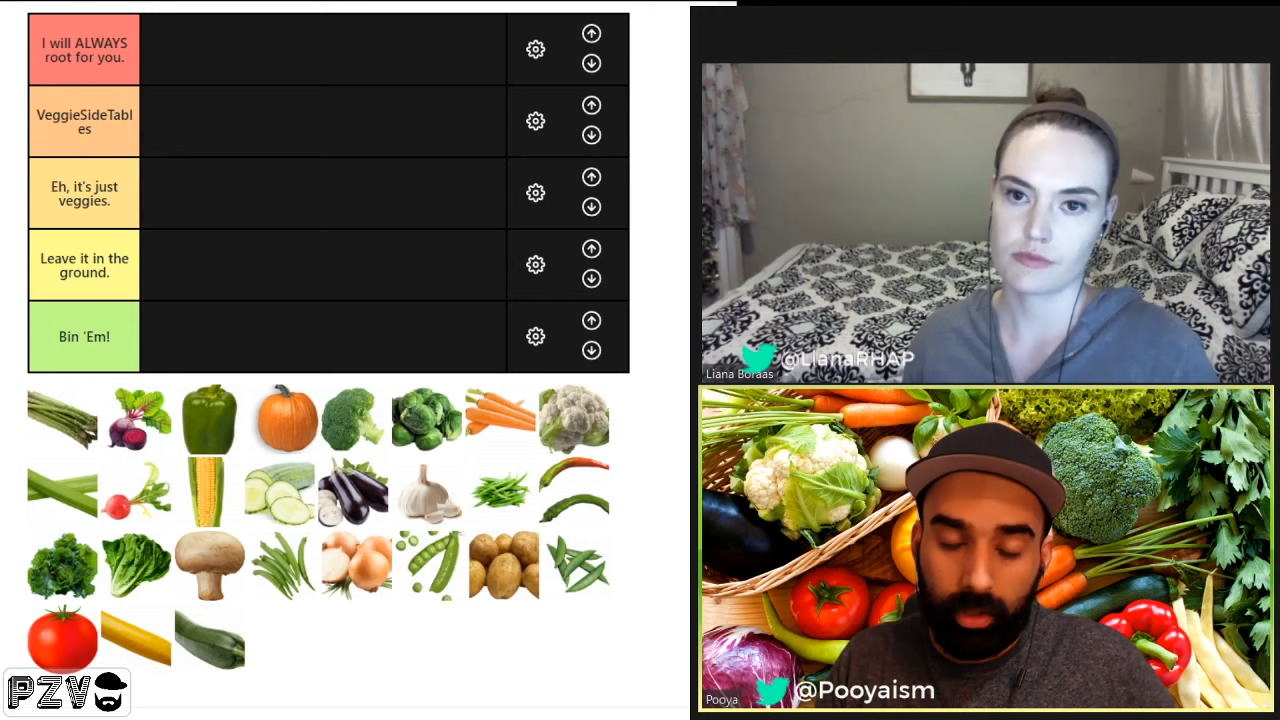 I will ALWAYS
root for you.
VeggieSideTabl
es
Eh, it's just
veggies.
Leave it in the
ground.
Bin 'Em!
@LianaRHAP
Liana Boraas
@Pooyaism
Pooya
PZV